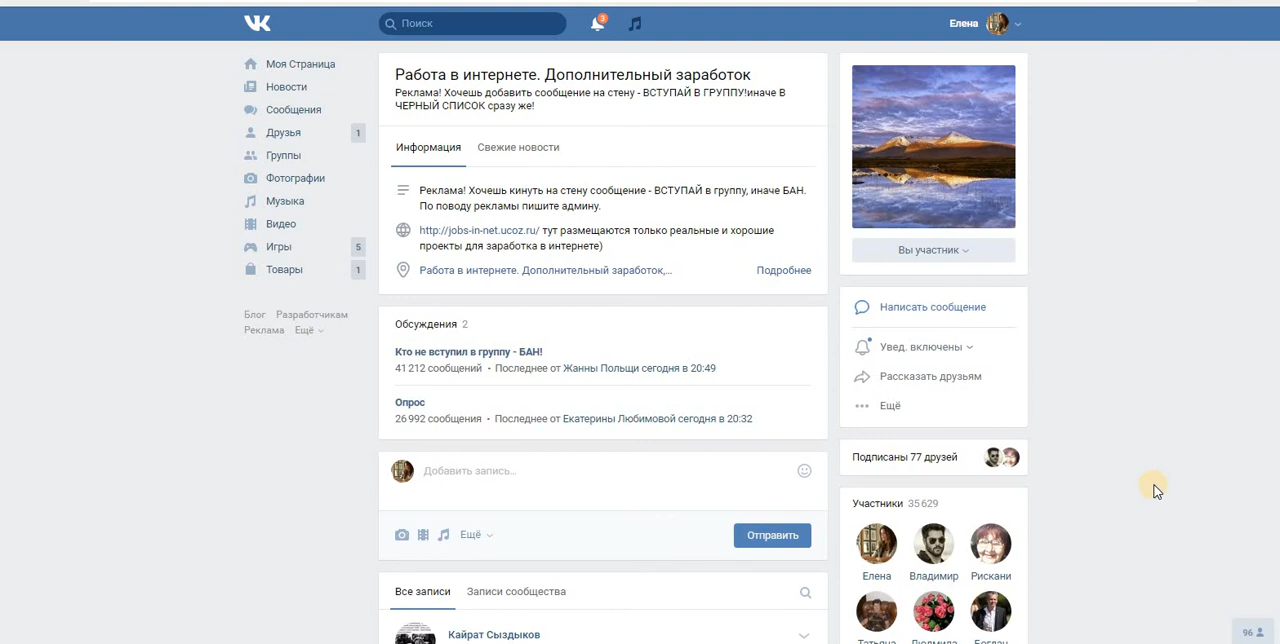 VK
Поиск
3
Елена
Моя Страница
Новости
Сообщения
Друзья
1
Группы
Фотографии
Музыка
Видео
Игры
5
Товары
1
Блог Разработчикам
Реклама Ещё
Работа в интернете. Дополнительный заработок
Реклама! Хочешь добавить сообщение на стену - ВСТУПАЙ В ГРУППУ!иначе В
ЧЕРНЫЙ СПИСОК сразу же!
Информация Свежие новости
Реклама! Хочешь кинуть на стену сообщение - ВСТУПАЙ в группу, иначе БАН.
По поводу рекламы пишите админу.
http://jobs-in-net.ucoz.ru/ тут размещаются только реальные и хорошие
проекты для заработка в интернете)
Работа в интернете. Дополнительный заработок,... Подробнее
Обсуждения 2
Кто не вступил в группу - БАН!
41 212 сообщений • Последнее от Жанны Польщи сегодня в 20:49
Опрос
26 992 сообщения • Последнее от Екатерины Любимовой сегодня в 20:32
Добавить запись...
Ещё
Отправить
Все записи Записи сообщества
Кайрат Сыздыков
Вы участник
Написать сообщение
Увед. включены
Рассказать друзьям
Ещё
Подписаны 77 друзей
Участники 35 629
Елена Владимир Рискани
Татьяна Людмила Богдан
96